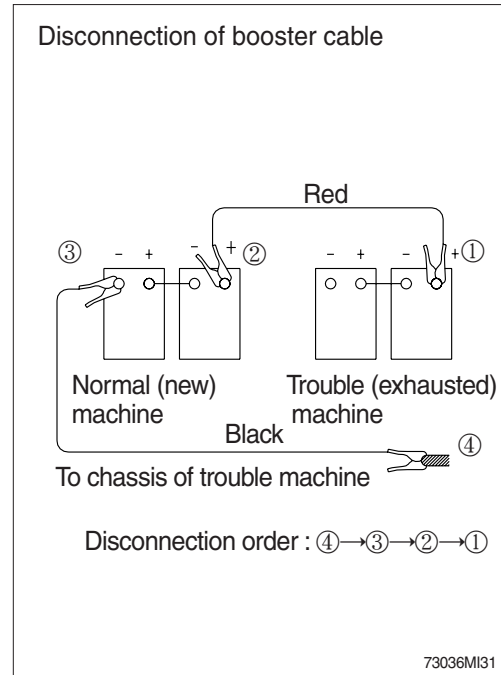 Disconnection of booster cable
Red
③ - + - + ② - + - + ①
Normal (new)
machine
Trouble (exhausted)
machine
Black
④
To chassis of trouble machine
Disconnection order : ④→③→②→①
73036MI31